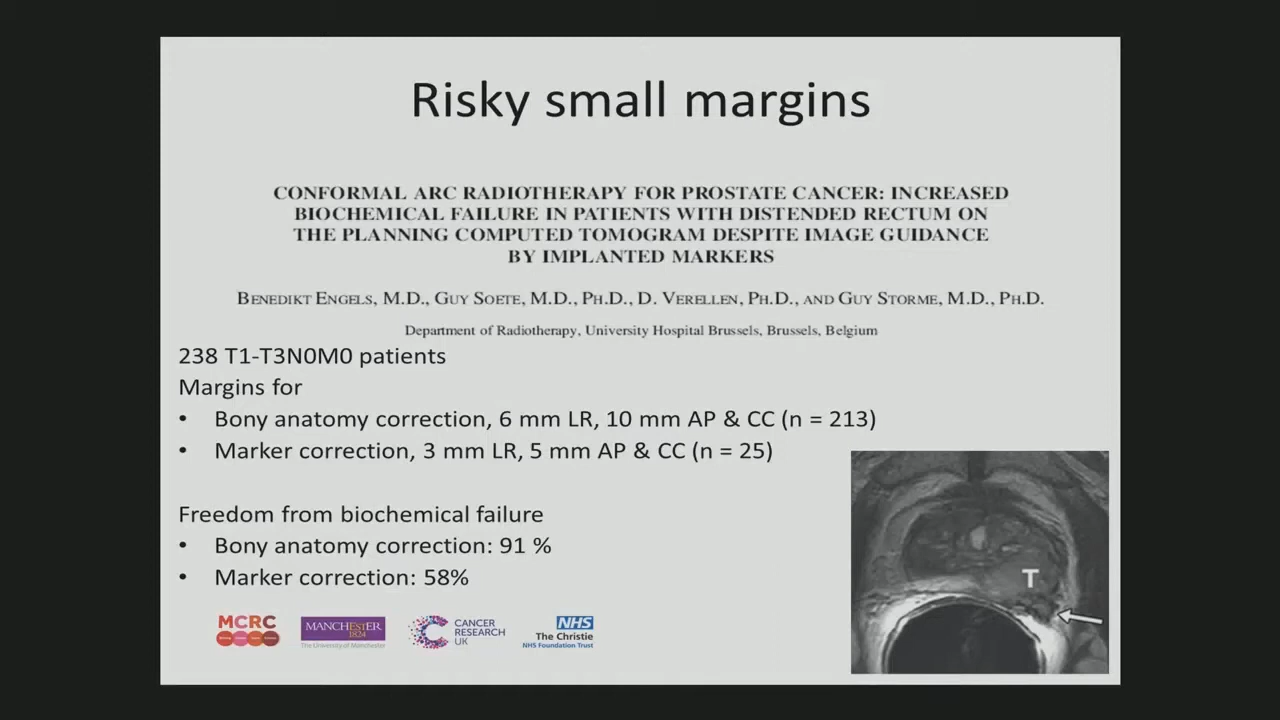 Risky small margins
CONFORMAL ARC RADIOTHERAPY FOR PROSTATE CANCER: INCREASED
BIOCHEMICAL FAILURE IN PATIENTS WITH DISTENDED RECTUM ON
THE PLANNING COMPUTED TOMOGRAM DESPITE IMAGE GUIDANCE
BY IMPLANTED MARKERS
BENEDIKT ENGELS, M.D., GUY SOETE, M.D., PH.D., D. VERELLEN, PH.D., AND GUY STORME, M.D., PH.D.
Department of Radiotherapy, University Hospital Brussels, Brussels, Belgium
238 T1-T3N0M0 patients
Margins for
• Bony anatomy correction, 6 mm LR, 10 mm AP & CC (n = 213)
• Marker correction, 3 mm LR, 5 mm AP & CC (n = 25)
Freedom from biochemical failure
• Bony anatomy correction: 91 %
• Marker correction: 58%
T
MCRC
MANCHESTER
1824
The University of Manchester
CANCER
RESEARCH
UK
NHS
The Christie
NHS Foundation Trust